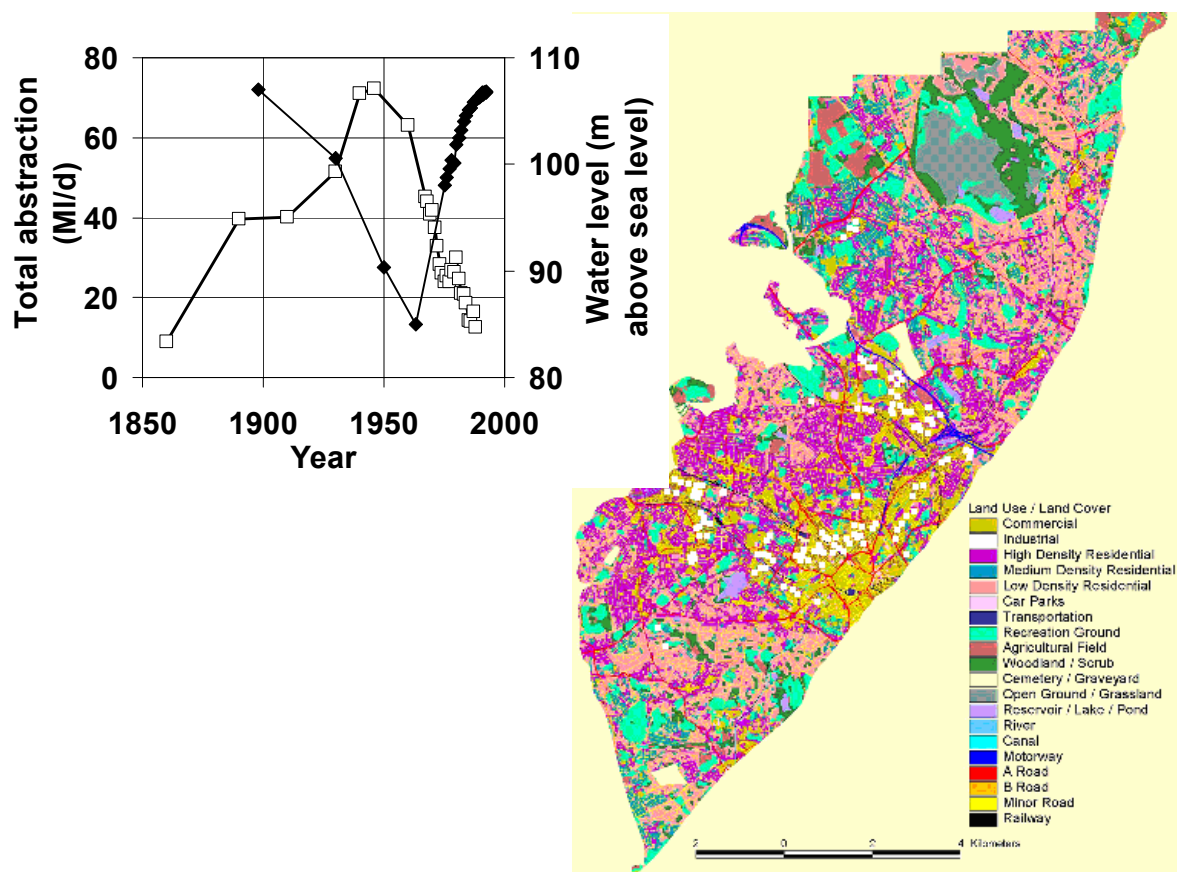 Total abstraction
(Ml/d)
80
60
40
20
0
1850
1900
1950
2000
Year
110
100
90
80
Water level (m
above sea level)
Land Use / Land Cover
Commercial
Industrial
High Density Residential
Medium Density Residential
Low Density Residential
Car Parks
Transportation
Recreation Ground
Agricultural Field
Woodland / Scrub
Cemetery / Graveyard
Open Ground / Grassland
Reservoir / Lake / Pond
River
Canal
Motorway
A Road
B Road
Minor Road
Railway
2 0 2 4 Kilometers